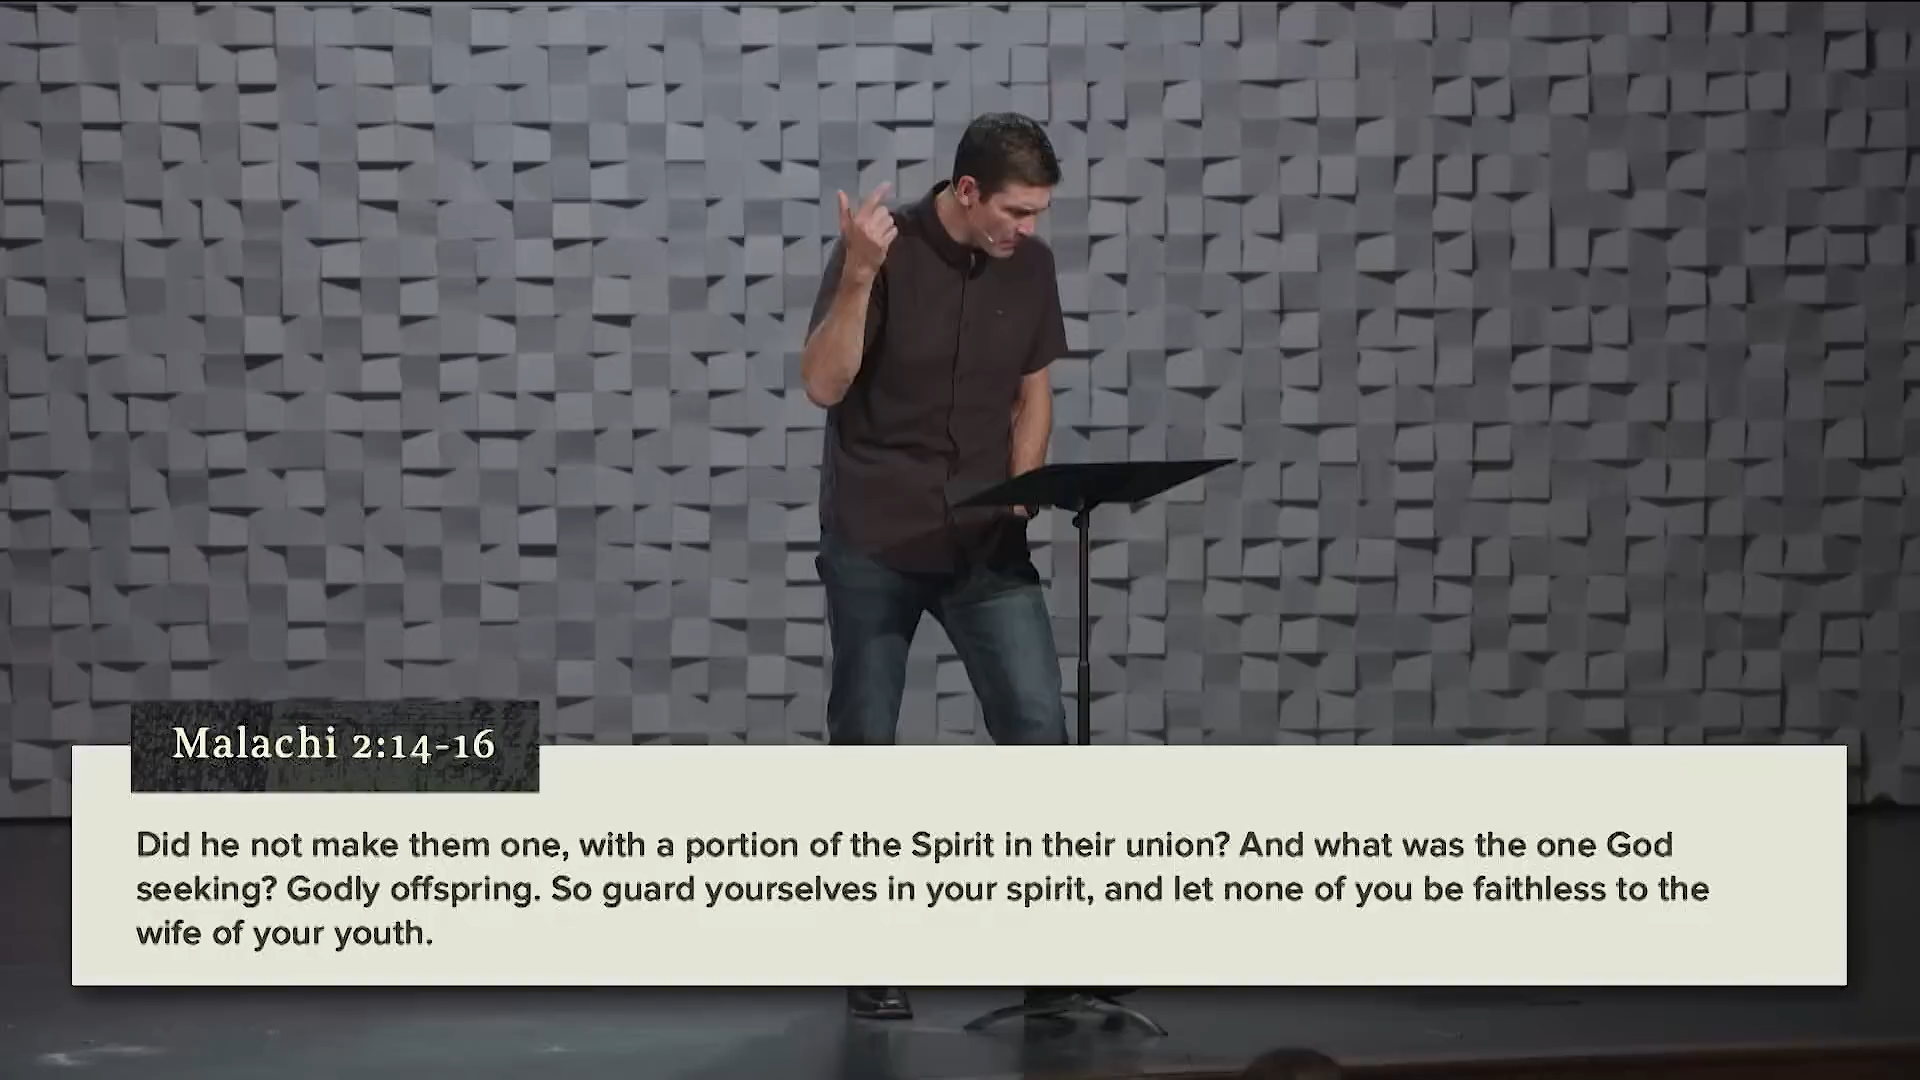 Malachi 2:14-16
Did he not make them one, with a portion of the Spirit in their union? And what was the one God
seeking? Godly offspring. So guard yourselves in your spirit, and let none of you be faithless to the
wife of your youth.